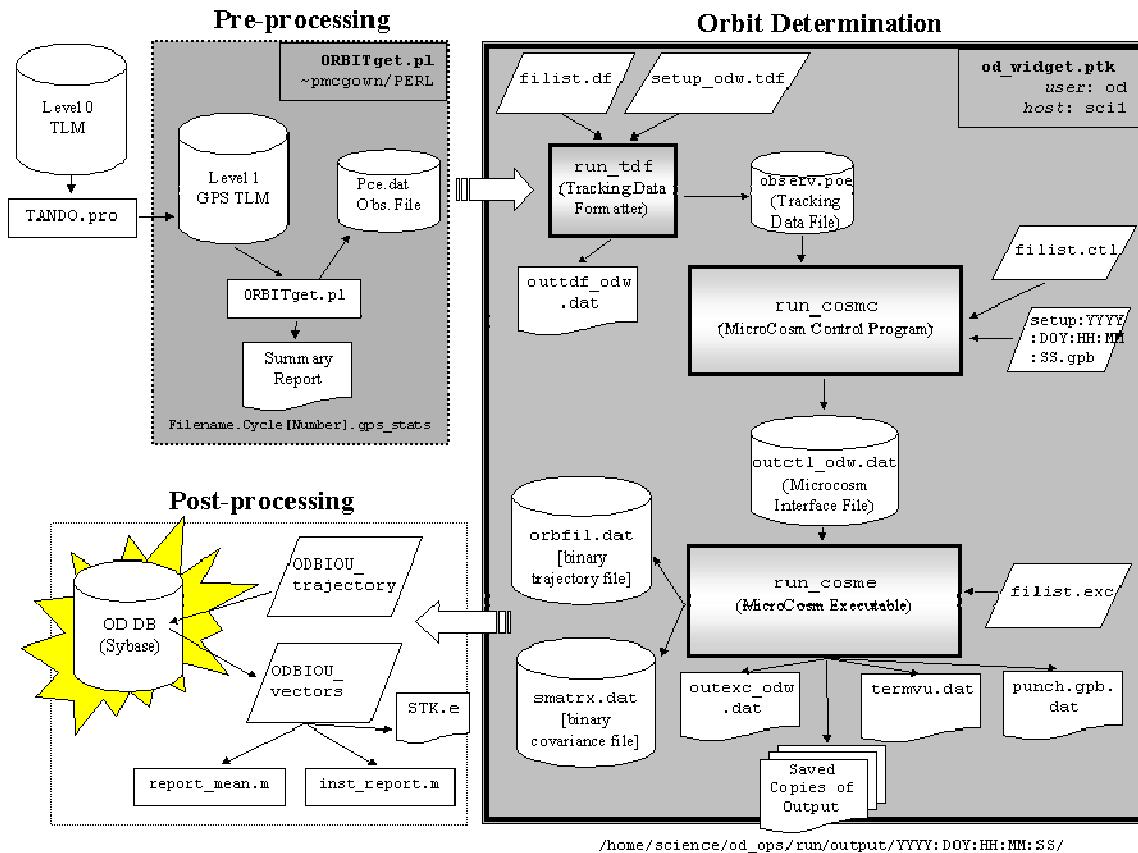 Pre-processing
Orbit Determination
Level 0
TLM
TANDO.pro
ORBITget.pl
~pmcgown/PERL
Level 1
GPS TLM
Pce.dat
Obs. File
ORBITget.pl
Summary
Report
Filename.Cycle[Number].gps_stats
filist.df
setup_odw.tdf
od_widget.ptk
user: od
host: sci1
run_tdf
(Tracking Data
Formatter)
observ.poe
(Tracking
Data File)
outtdf_odw
.dat
filist.ctl
run_cosmc
(MicroCosm Control Program)
setup:YYYY
:DOY:HH:MM
:SS.gpb
outctl_odw.dat
(Microcosm
Interface File)
orbfil.dat
[binary
trajectory file]
run_cosme
(MicroCosm Executable)
filist.exc
smatrx.dat
[binary
covariance file]
outexc_odw
.dat
termvu.dat
punch.gpb.
dat
Saved
Copies of
Output
/home/science/od_ops/run/output/YYYY:DOY:HH:MM:SS/
Post-processing
OD DB
(Sybase)
ODBIOU_
trajectory
ODBIOU_
vectors
STK.e
report_mean.m
inst_report.m